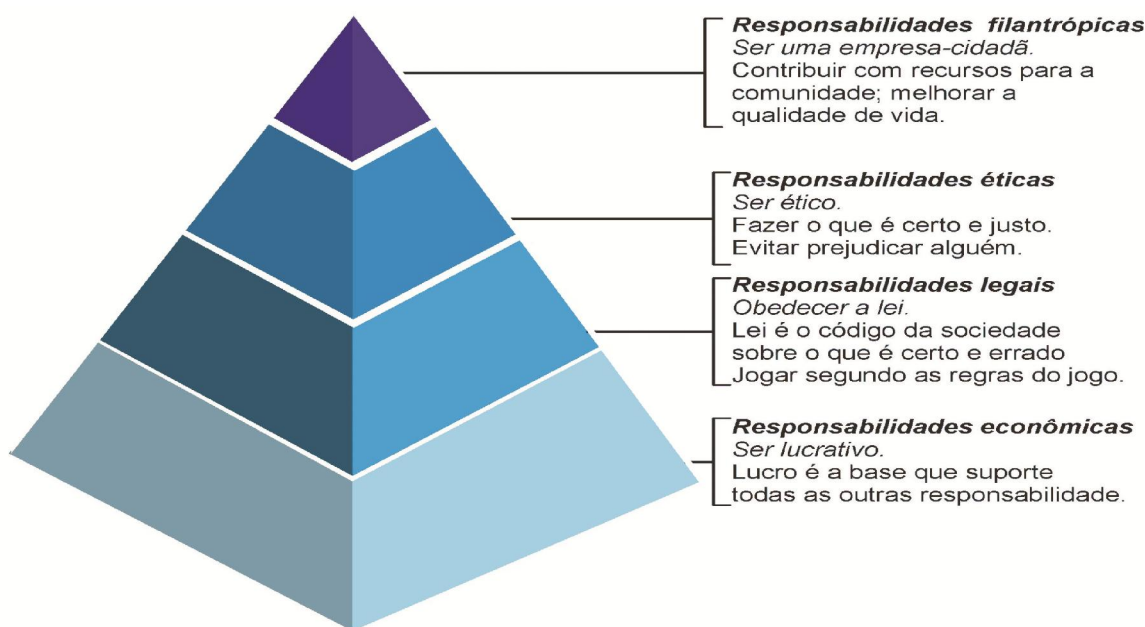 Responsabilidades filantrópicas
Ser uma empresa-cidadã.
Contribuir com recursos para a
comunidade; melhorar a
qualidade de vida.
Responsabilidades éticas
Ser ético.
Fazer o que é certo e justo.
Evitar prejudicar alguém.
Responsabilidades legais
Obedecer a lei.
Lei é o código da sociedade
sobre o que é certo e errado
Jogar segundo as regras do jogo.
Responsabilidades econômicas
Ser lucrativo.
Lucro é a base que suporte
todas as outras responsabilidade.